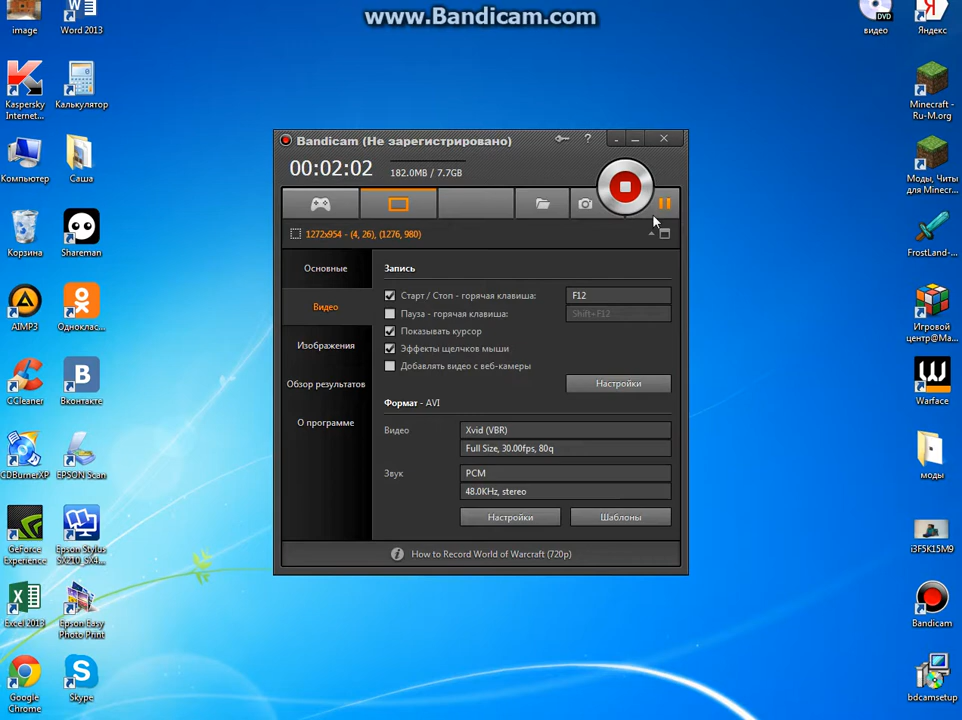 www.Bandicam.com
image
Word 2013
видео
Яндекс
Kaspersky
Internet...
Калькулятор
Minecraft -
Ru-M.org
Компьютер
Саша
Моды, Читы
для Minecr...
Корзина
Shareman
FrostLand-...
AIMP3
Одноклас...
Игровой
центр@Ma...
CCleaner
Вконтакте
Warface
CDBurnerXP
EPSON Scan
моды
GeForce
Experience
Epson Stylus
SX210_SX4...
i3F5K15M9
Excel 2013
Epson Easy
Photo Print
Bandicam
Google
Chrome
Skype
bdcamsetup
Bandicam (Не зарегистрировано)
00:02:02
182.0MB / 7.7GB
1272x954 - (4, 26), (1276, 980)
Основные
Видео
Изображения
Обзор результатов
О программе
Запись
Старт / Стоп - горячая клавиша:
F12
Пауза - горячая клавиша:
Shift+F12
Показывать курсор
Эффекты щелчков мыши
Добавлять видео с веб-камеры
Настройки
Формат - AVI
Видео
Xvid (VBR)
Full Size, 30.00fps, 80q
Звук
PCM
48.0KHz, stereo
Настройки
Шаблоны
How to Record World of Warcraft (720p)